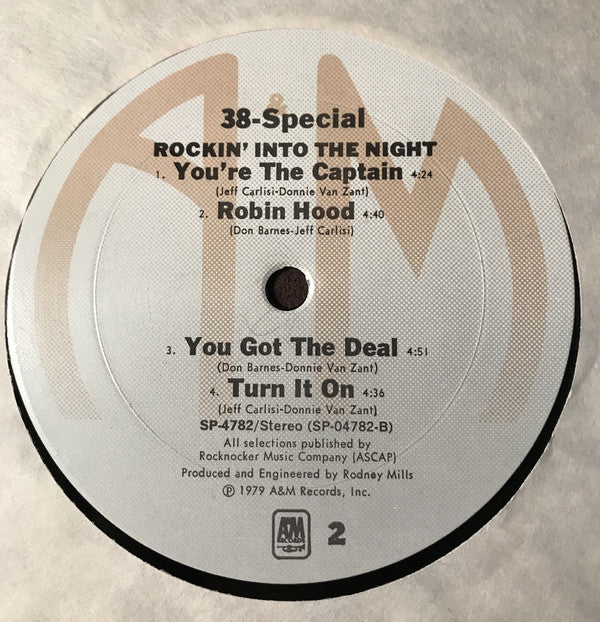 A&M
38-Special
ROCKIN' INTO THE NIGHT
1. You're The Captain 4:24
(Jeff Carlisi-Donnie Van Zant)
2. Robin Hood 4:40
(Don Barnes-Jeff Carlisi)
3. You Got The Deal 4:51
(Don Barnes-Donnie Van Zant)
4. Turn It On 4:36
(Jeff Carlisi-Donnie Van Zant)
SP-4782/Stereo (SP-04782-B)
All selections published by
Rocknocker Music Company (ASCAP)
Produced and Engineered by Rodney Mills
℗ 1979 A&M Records, Inc.
A&M
RECORDS
2